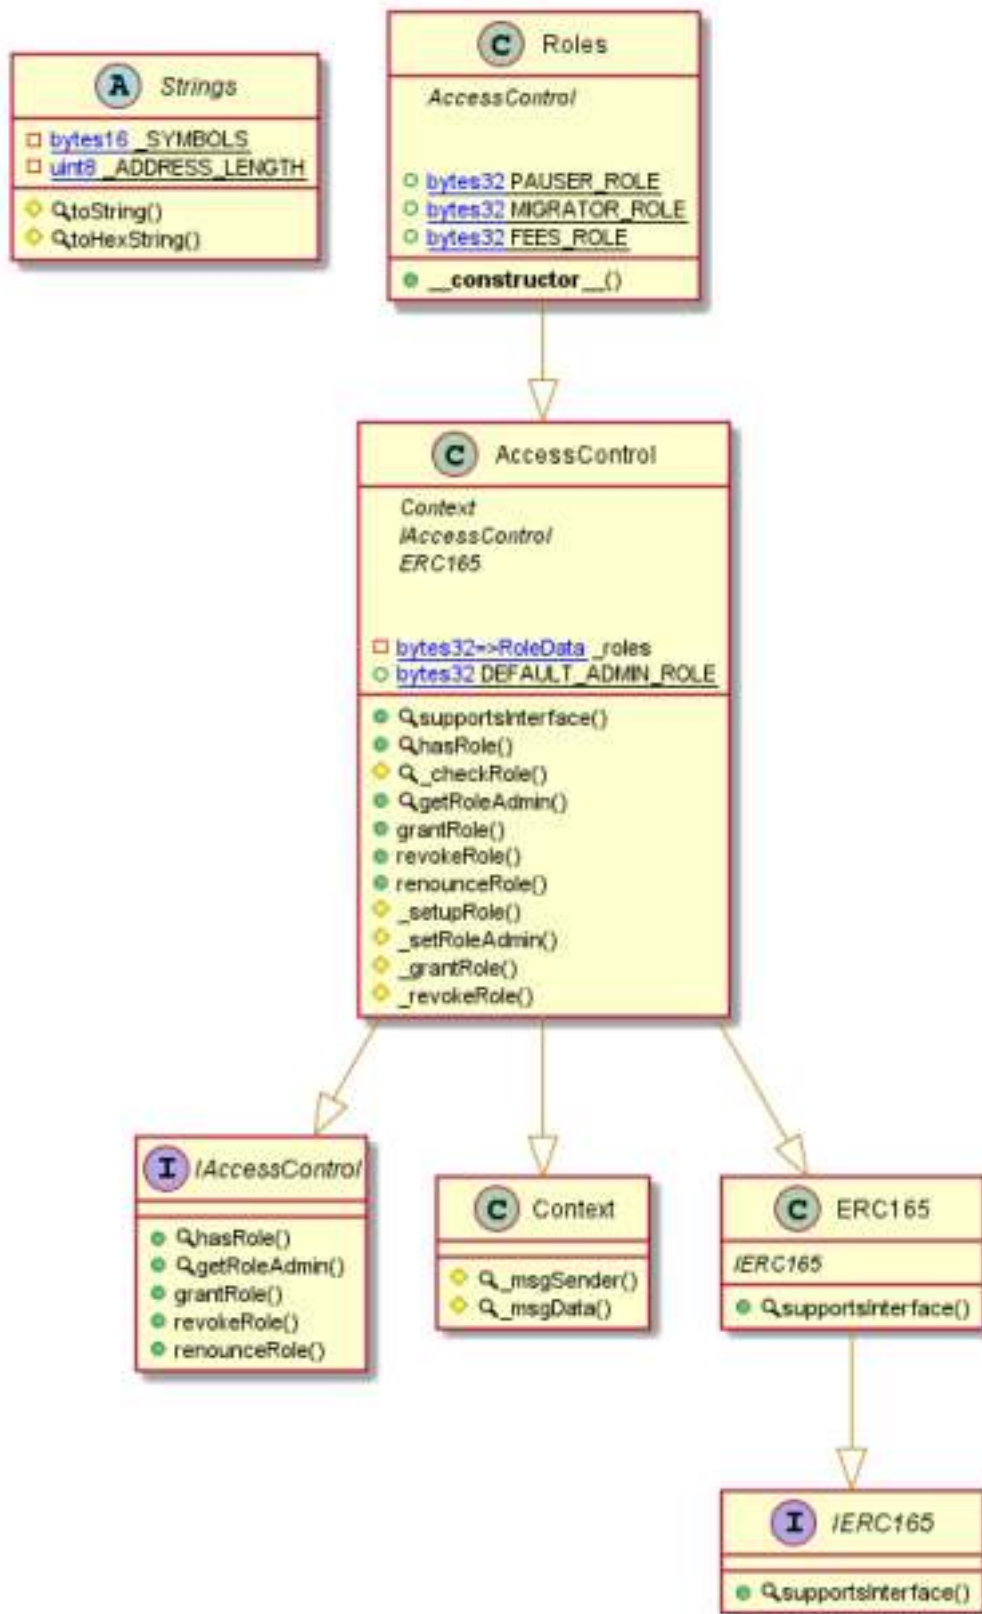 A Strings
bytes16 _SYMBOLS
uint8 _ADDRESS_LENGTH
toString()
toHexString()
C Roles
AccessControl
bytes32 PAUSER_ROLE
bytes32 MIGRATOR_ROLE
bytes32 FEES_ROLE
__constructor__()
C AccessControl
Context
IAccessControl
ERC165
bytes32=>RoleData _roles
bytes32 DEFAULT_ADMIN_ROLE
supportsInterface()
hasRole()
_checkRole()
getRoleAdmin()
grantRole()
revokeRole()
renounceRole()
_setupRole()
_setRoleAdmin()
_grantRole()
_revokeRole()
I IAccessControl
hasRole()
getRoleAdmin()
grantRole()
revokeRole()
renounceRole()
C Context
_msgSender()
_msgData()
C ERC165
IERC165
supportsInterface()
I IERC165
supportsInterface()